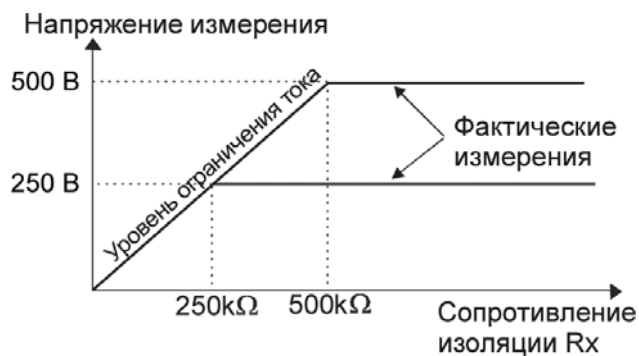 Напряжение измерения
500 В
Уровень ограничения тока
Фактические
измерения
250 В
250kΩ
500kΩ
Сопротивление
изоляции Rx